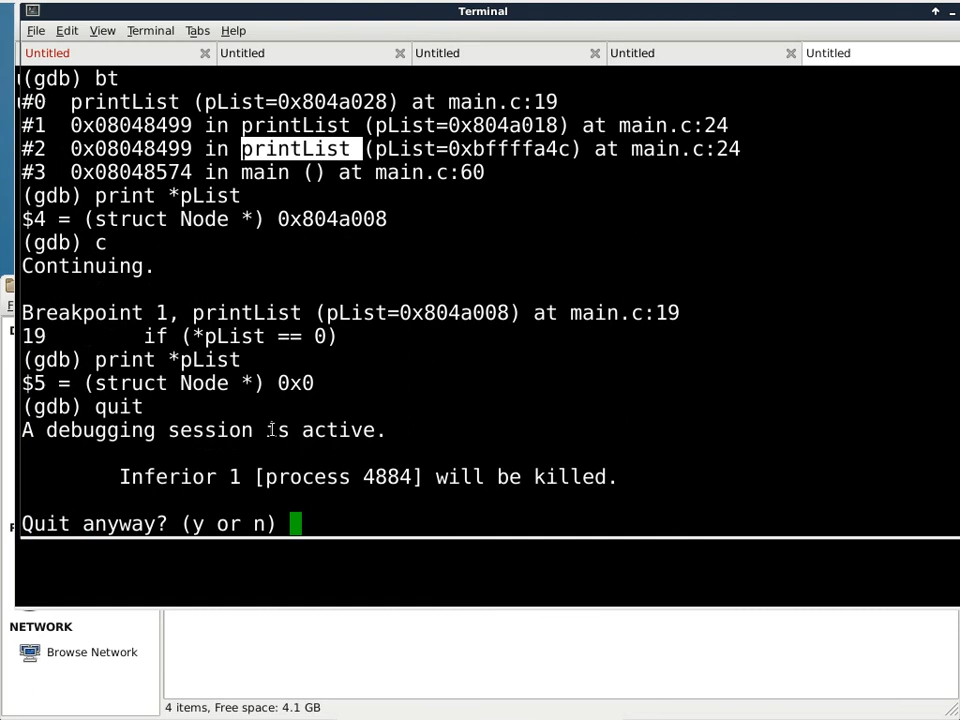 Terminal
File Edit View Terminal Tabs Help
Untitled Untitled Untitled Untitled Untitled
(gdb) bt
#0  printList (pList=0x804a028) at main.c:19
#1  0x08048499 in printList (pList=0x804a018) at main.c:24
#2  0x08048499 in printList (pList=0xbffffa4c) at main.c:24
#3  0x08048574 in main () at main.c:60
(gdb) print *pList
$4 = (struct Node *) 0x804a008
(gdb) c
Continuing.
Breakpoint 1, printList (pList=0x804a008) at main.c:19
19        if (*pList == 0)
(gdb) print *pList
$5 = (struct Node *) 0x0
(gdb) quit
A debugging session is active.
Inferior 1 [process 4884] will be killed.
Quit anyway? (y or n)
NETWORK
Browse Network
4 items, Free space: 4.1 GB